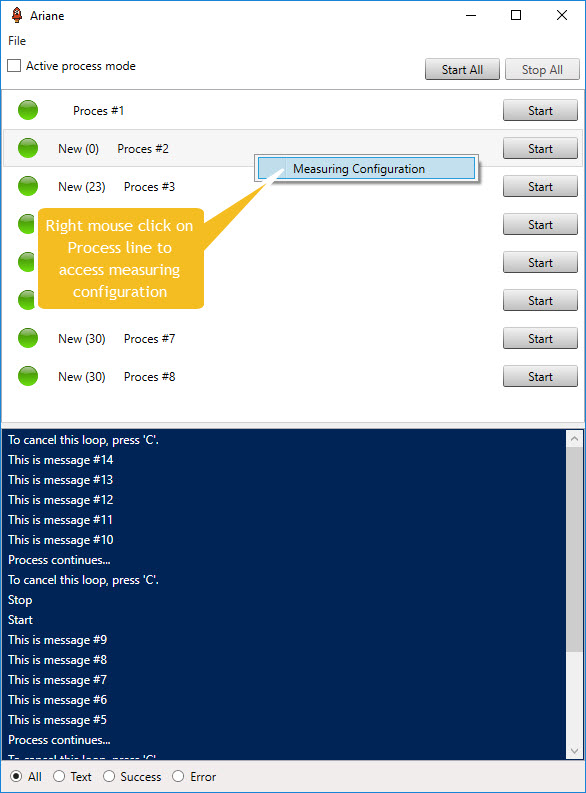 Ariane
File
Active process mode
Start All
Stop All
Proces #1
Start
New (0) Proces #2
Start
Measuring Configuration
New (23) Proces #3
Start
Right mouse click on
Process line to
access measuring
configuration
Start
Start
Start
New (30) Proces #7
Start
New (30) Proces #8
Start
To cancel this loop, press 'C'.
This is message #14
This is message #13
This is message #12
This is message #11
This is message #10
Process continues...
To cancel this loop, press 'C'.
Stop
Start
This is message #9
This is message #8
This is message #7
This is message #6
This is message #5
Process continues...
To cancel this loop, press 'C'.
All Text Success Error